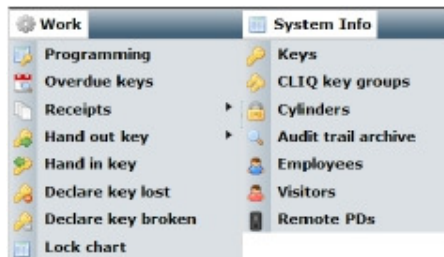 Work
Programming
Overdue keys
Receipts
Hand out key
Hand in key
Declare key lost
Declare key broken
Lock chart
System Info
Keys
CLIQ key groups
Cylinders
Audit trail archive
Employees
Visitors
Remote PDs